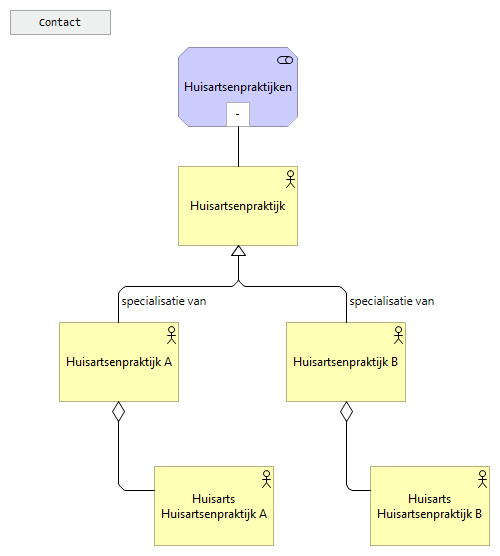 Contact
Huisartsenpraktijken
-
Huisartsenpraktijk
specialisatie van
specialisatie van
Huisartsenpraktijk A
Huisartsenpraktijk B
Huisarts
Huisartsenpraktijk A
Huisarts
Huisartsenpraktijk B